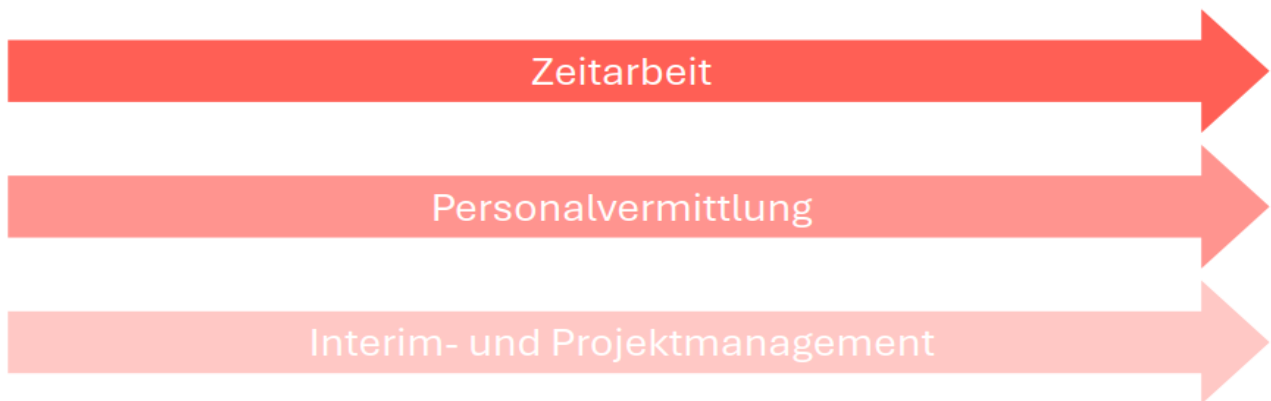 Zeitarbeit
Personalvermittlung
Interim- und Projektmanagement